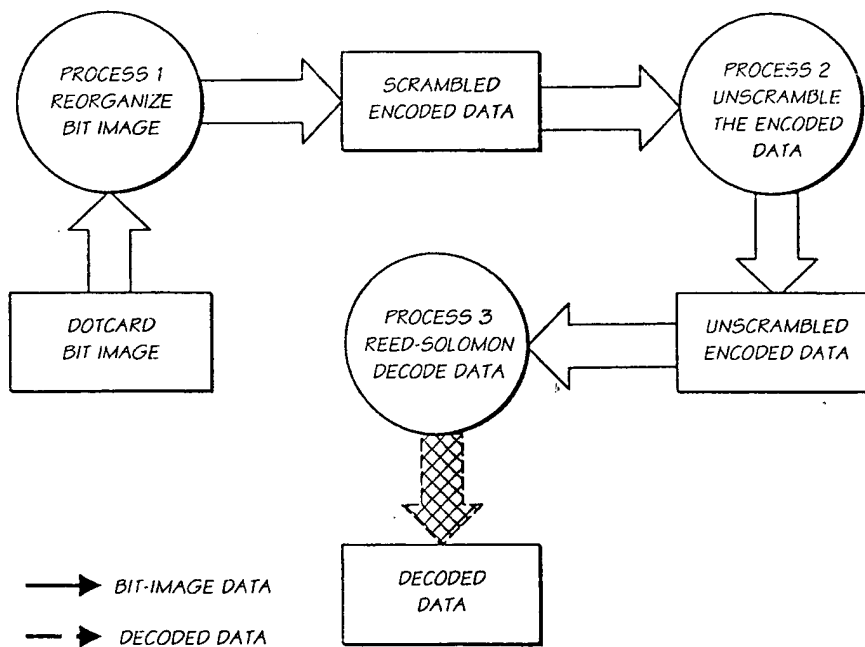 PROCESS 1
REORGANIZE
BIT IMAGE
SCRAMBLED
ENCODED DATA
PROCESS 2
UNSCRAMBLE
THE ENCODED
DATA
DOTCARD
BIT IMAGE
PROCESS 3
REED-SOLOMON
DECODE DATA
UNSCRAMBLED
ENCODED DATA
DECODED
DATA
BIT-IMAGE DATA
DECODED DATA